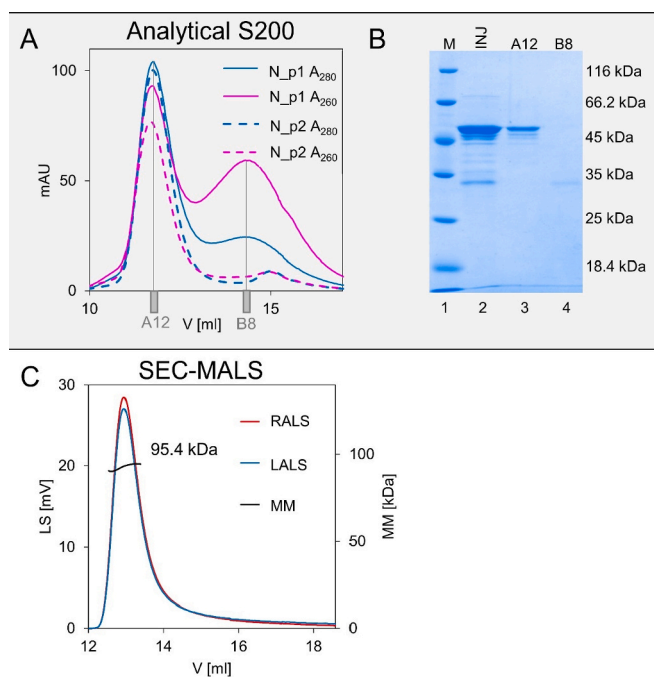 A
Analytical S200
mAU
100
50
0
10
15
A12
V [ml]
B8
N_p1 A280
N_p1 A260
N_p2 A280
N_p2 A260
B
M
INJ
A12
B8
116 kDa
66.2 kDa
45 kDa
35 kDa
25 kDa
18.4 kDa
1
2
3
4
C
SEC-MALS
LS [mV]
30
20
10
0
12
14
16
18
V [ml]
95.4 kDa
RALS
LALS
MM
100
50
0
MM [kDa]